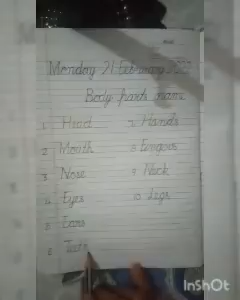 Monday 21 February
Body parts name
1. Head
2. Mouth
3. Nose
4. Eyes
5. Ears
6. Teeth
7. Hands
8. Fingers
9. Neck
10. Legs
InShOt